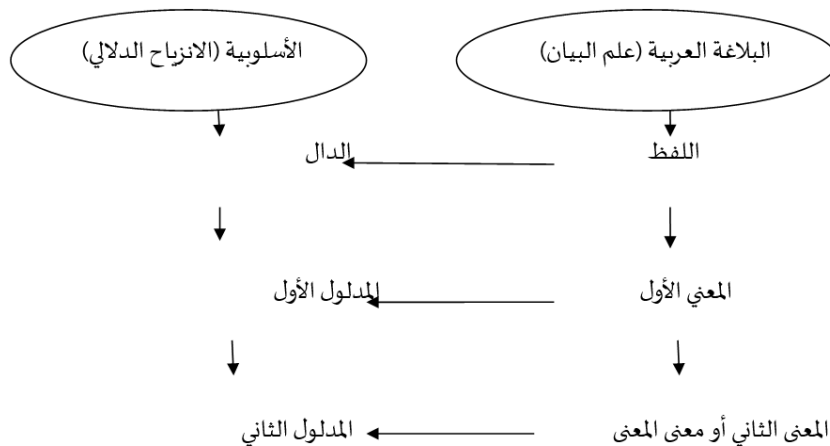 البلاغة العربية (علم البيان)
الأسلوبية (الانزياح الدلالي)
اللفظ
الدال
المعني الأول
المدلول الأول
المعنى الثاني أو معنى المعنى
المدلول الثاني